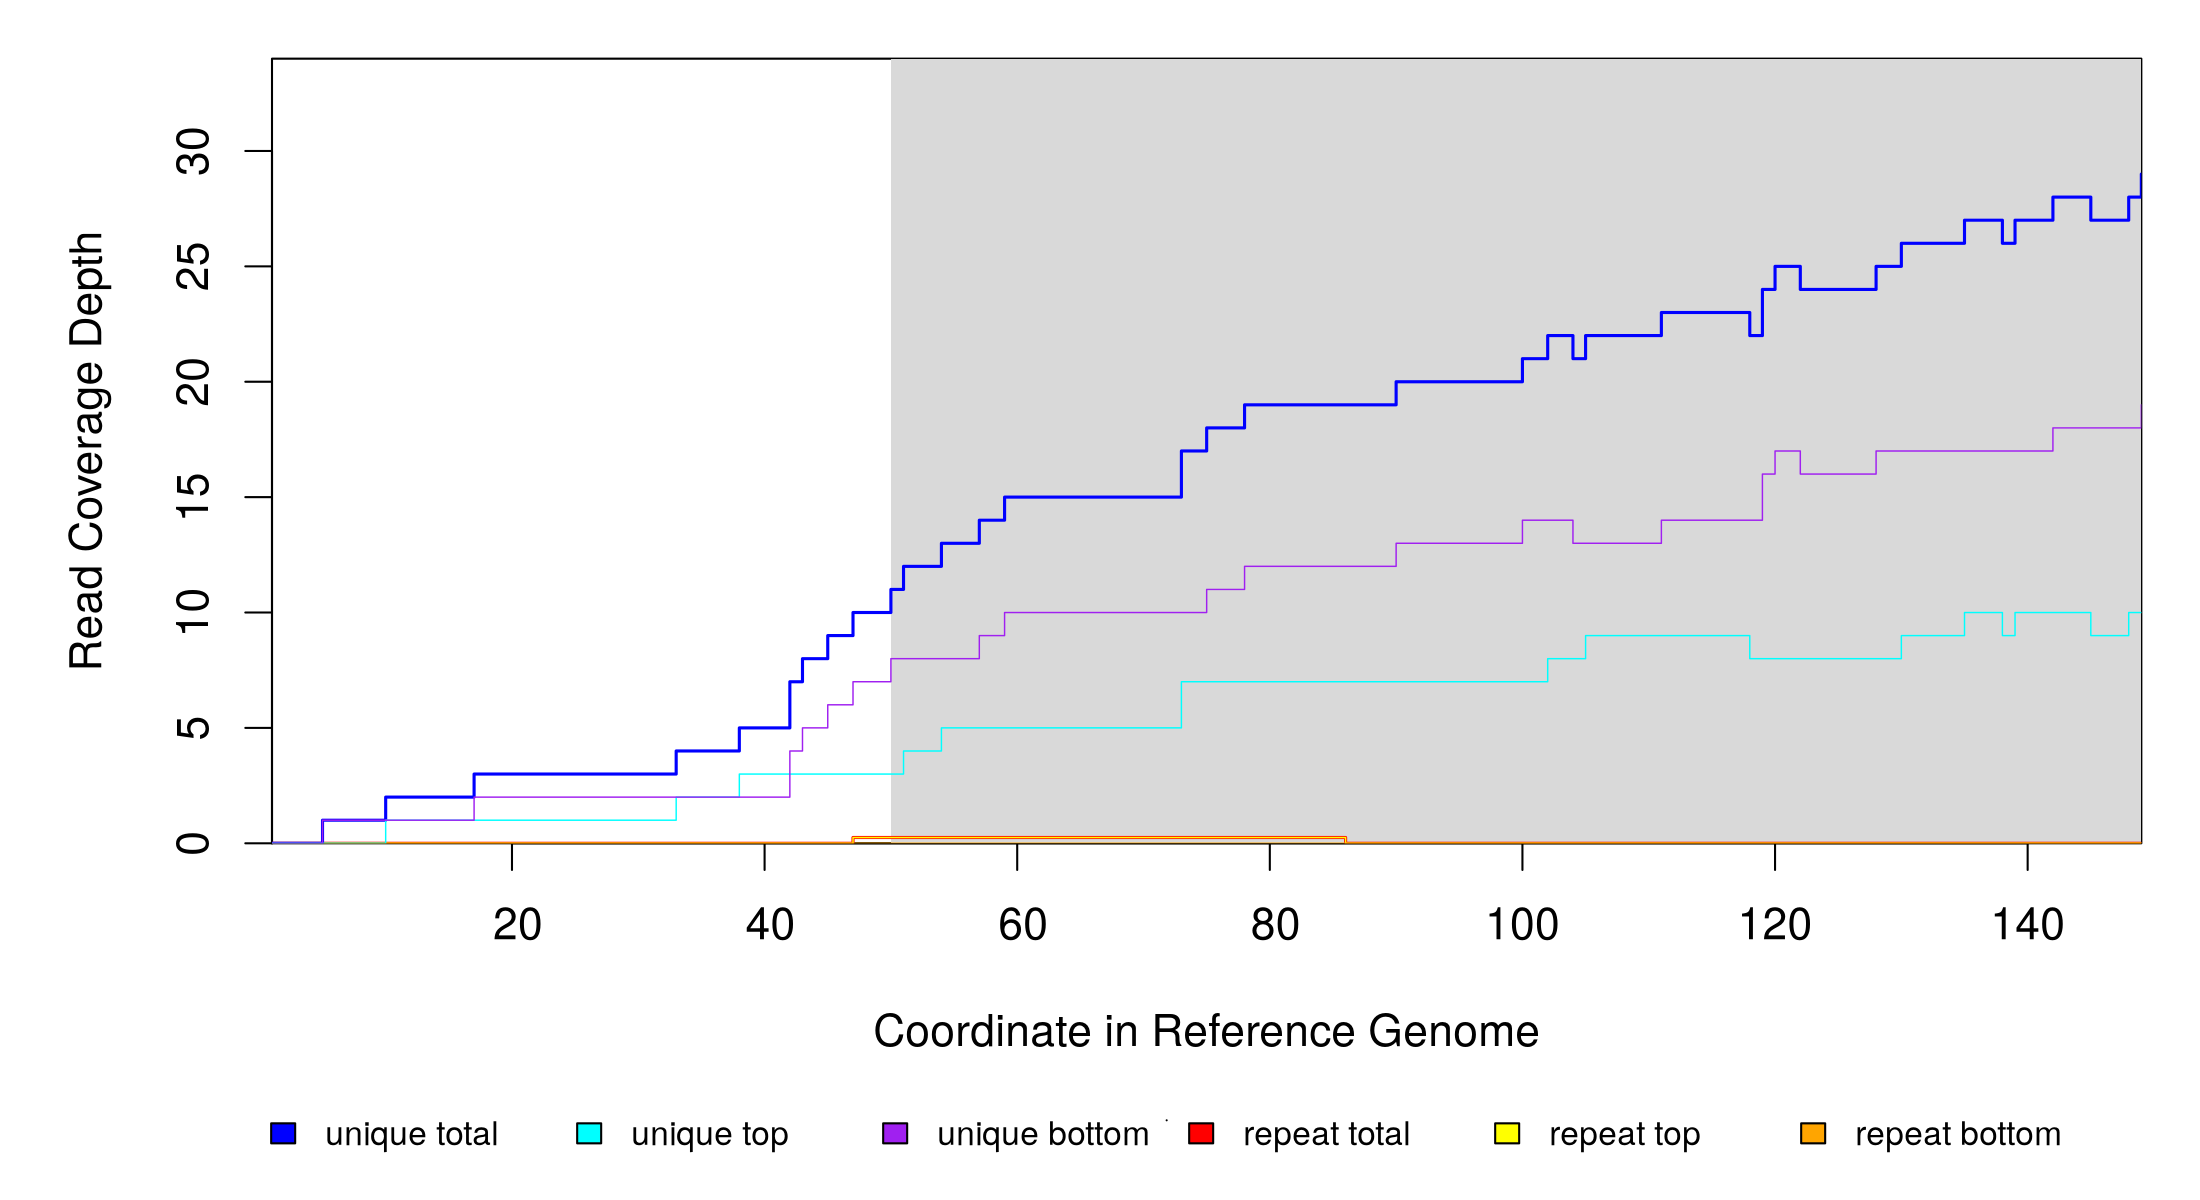 Read Coverage Depth
30
25
20
15
10
5
0
20 40 60 80 100 120 140
Coordinate in Reference Genome
unique total unique top unique bottom repeat total repeat top repeat bottom